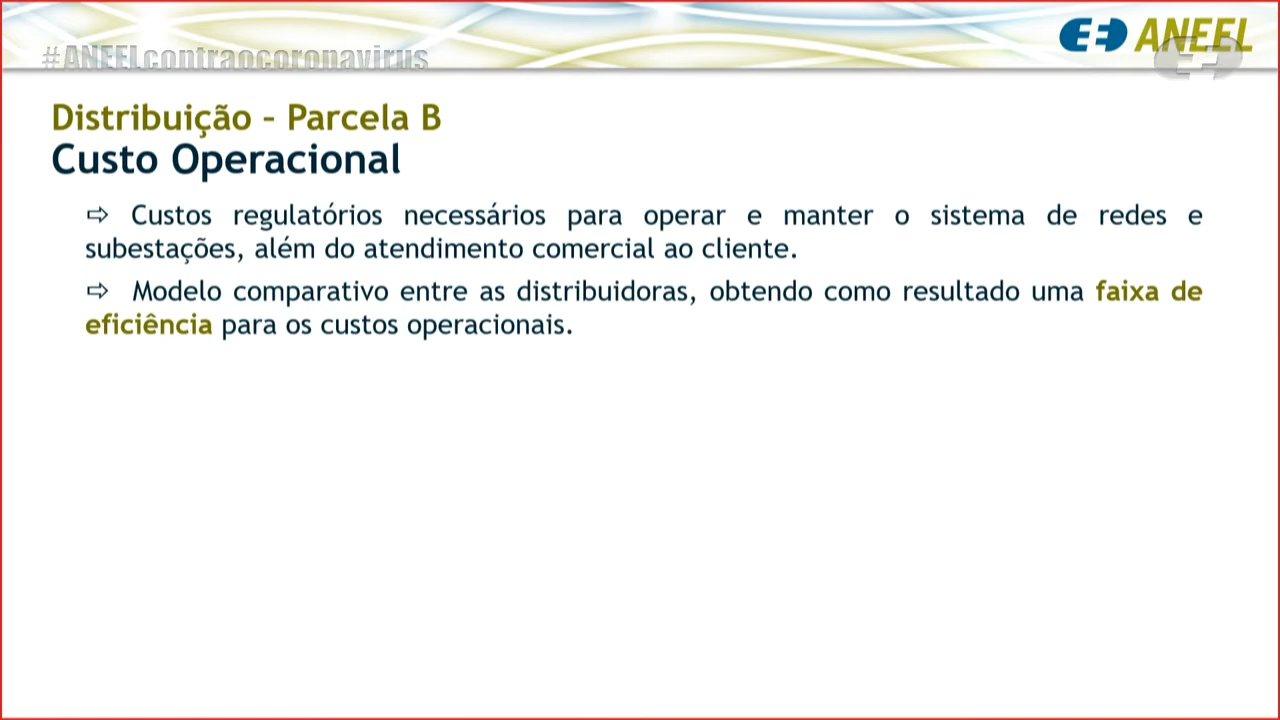 #ANEELcontraocoronavirus
ANEEL
Distribuição – Parcela B
Custo Operacional
⇨ Custos regulatórios necessários para operar e manter o sistema de redes e
subestações, além do atendimento comercial ao cliente.
⇨ Modelo comparativo entre as distribuidoras, obtendo como resultado uma faixa de
eficiência para os custos operacionais.